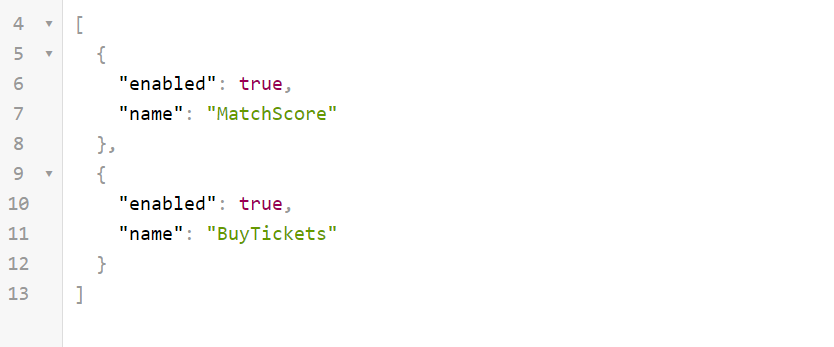 4 [
5 {
6 "enabled": true,
7 "name": "MatchScore"
8 },
9 {
10 "enabled": true,
11 "name": "BuyTickets"
12 }
13 ]